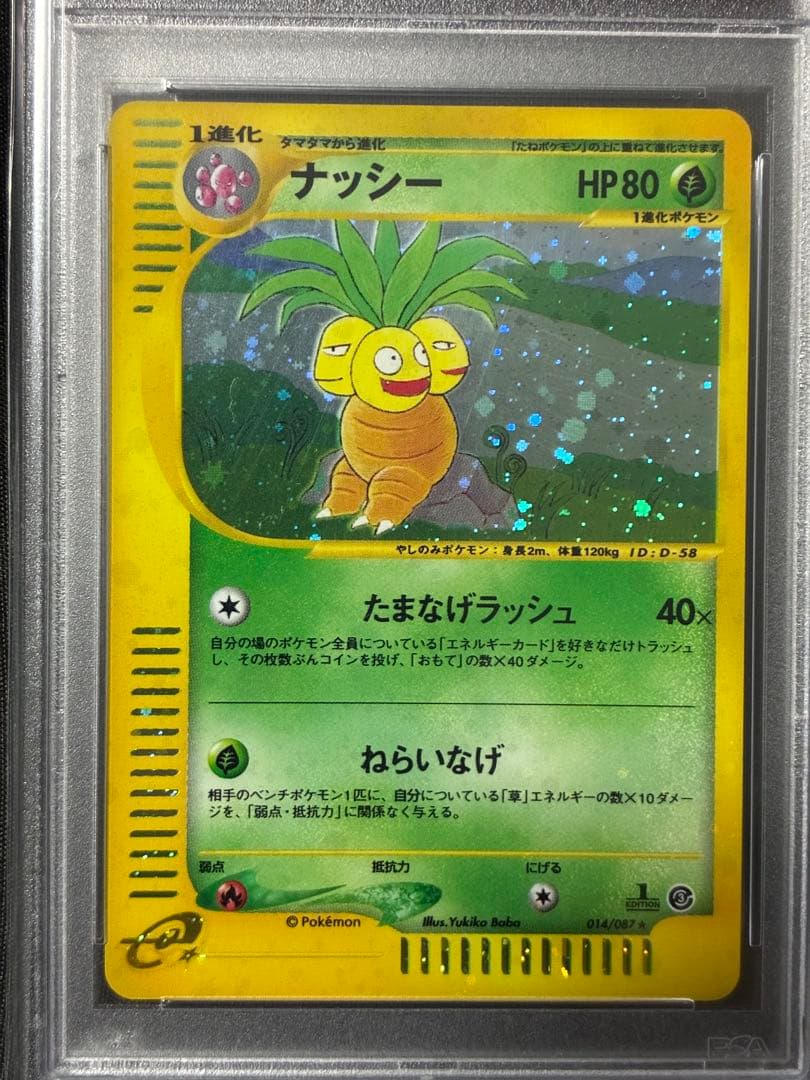 1進化
タマタマから進化
「たねポケモン」の上に重ねて進化させます。
ナッシー HP80
1進化ポケモン
やしのみポケモン：身長2m、体重120kg ID：D-58
たまなげラッシュ 40×
自分の場のポケモン全員についている「エネルギーカード」を好きなだけトラッシュ
し、その枚数ぶんコインを投げ、「おもて」の数×40ダメージ。
ねらいなげ
相手のベンチポケモン1匹に、自分についている「草」エネルギーの数×10ダメー
ジを、「弱点・抵抗力」に関係なく与える。
弱点 抵抗力 にげる
1
EDITION
3
©Pokémon Illus.Yukiko Baba 014/087★
e
PSA